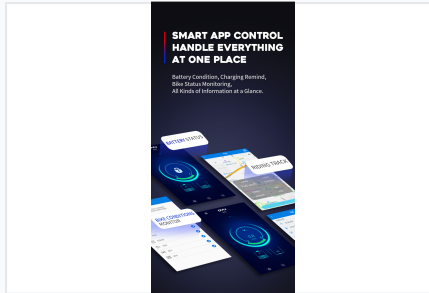 SMART APP CONTROL
HANDLE EVERYTHING
AT ONE PLACE
Battery Condition, Charging Remind,
Bike Status Monitoring,
All Kinds of Information at a Glance.
BATTERY STATUS
RIDING TRACK
BIKE CONDITIONS
MONITOR